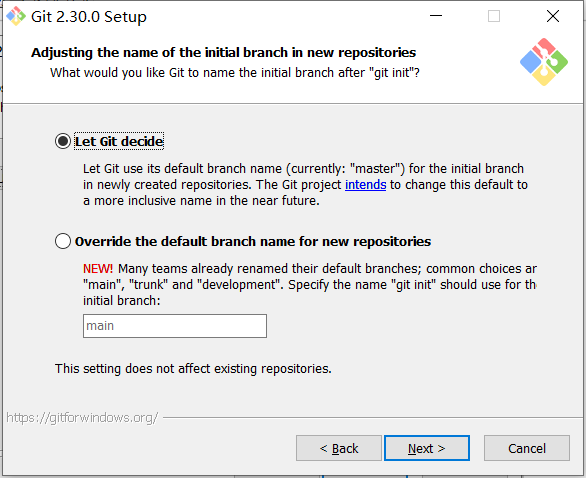 Git 2.30.0 Setup
Adjusting the name of the initial branch in new repositories
What would you like Git to name the initial branch after "git init"?
Let Git decide
Let Git use its default branch name (currently: "master") for the initial branch
in newly created repositories. The Git project intends to change this default to
a more inclusive name in the near future.
Override the default branch name for new repositories
NEW! Many teams already renamed their default branches; common choices ar
"main", "trunk" and "development". Specify the name "git init" should use for the
initial branch:
main
This setting does not affect existing repositories.
https://gitforwindows.org/
< Back
Next >
Cancel